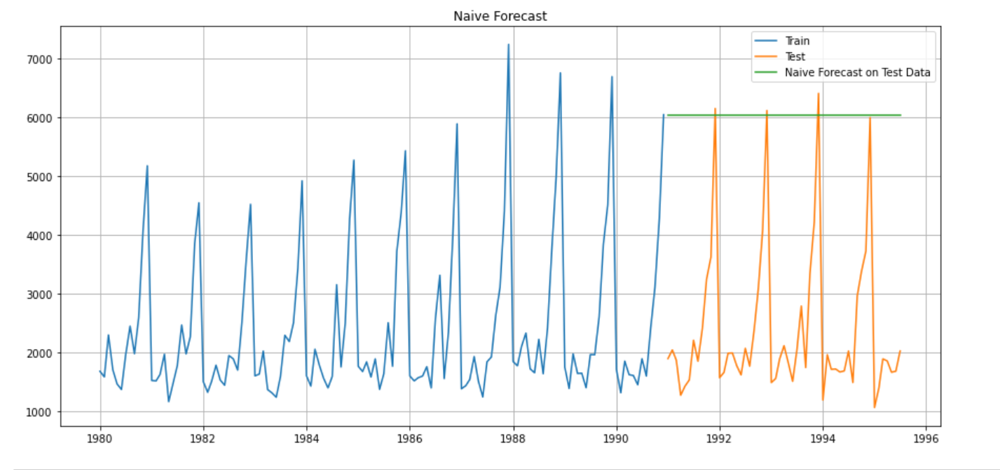 Naive Forecast
Train
Test
Naive Forecast on Test Data
7000
6000
5000
4000
3000
2000
1000
1980 1982 1984 1986 1988 1990 1992 1994 1996